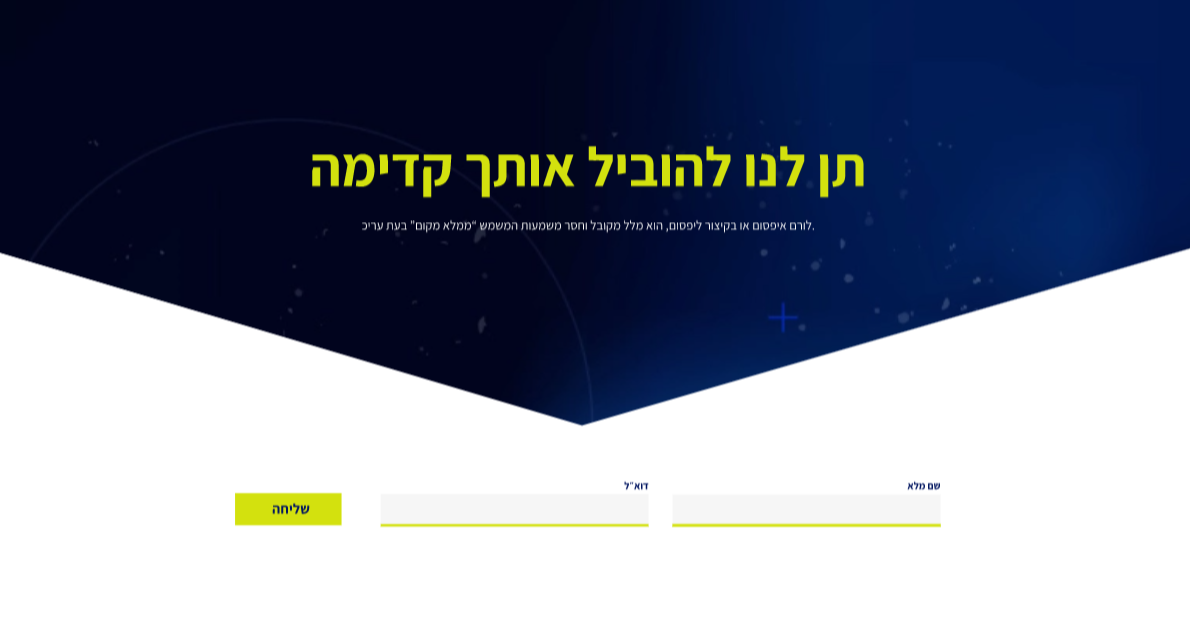 תן לנו להוביל אותך קדימה
לורם איפסום או בקיצור ליפסום, הוא מלל מקובל וחסר משמעות המשמש “ממלא מקום” בעת עריכ.
שם מלא
דוא״ל
שליחה